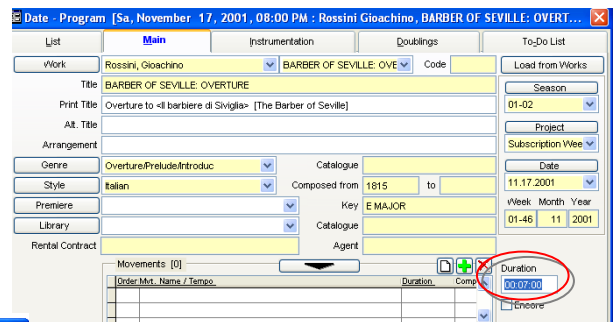 Date - Program [Sa, November 17, 2001, 08:00 PM : Rossini Gioachino, BARBER OF SEVILLE: OVERT...
List Main Instrumentation Doublings To-Do List
Work Rossini, Gioachino BARBER OF SEVILLE: OVE Code Load from Works
Title BARBER OF SEVILLE: OVERTURE Season
Print Title Overture to <Il barbiere di Siviglia> [The Barber of Seville] 01-02
Alt. Title Project
Arrangement Subscription Wee
Genre Overture/Prelude/Introduc Catalogue Date
Style Italian Composed from 1815 to 11.17.2001
Premiere Key E MAJOR Week Month Year
Library Catalogue 01-46 11 2001
Rental Contract Agent
Movements [0] Duration
Order Mvt. Name / Tempo Duration Comp 00:07:00
Encore